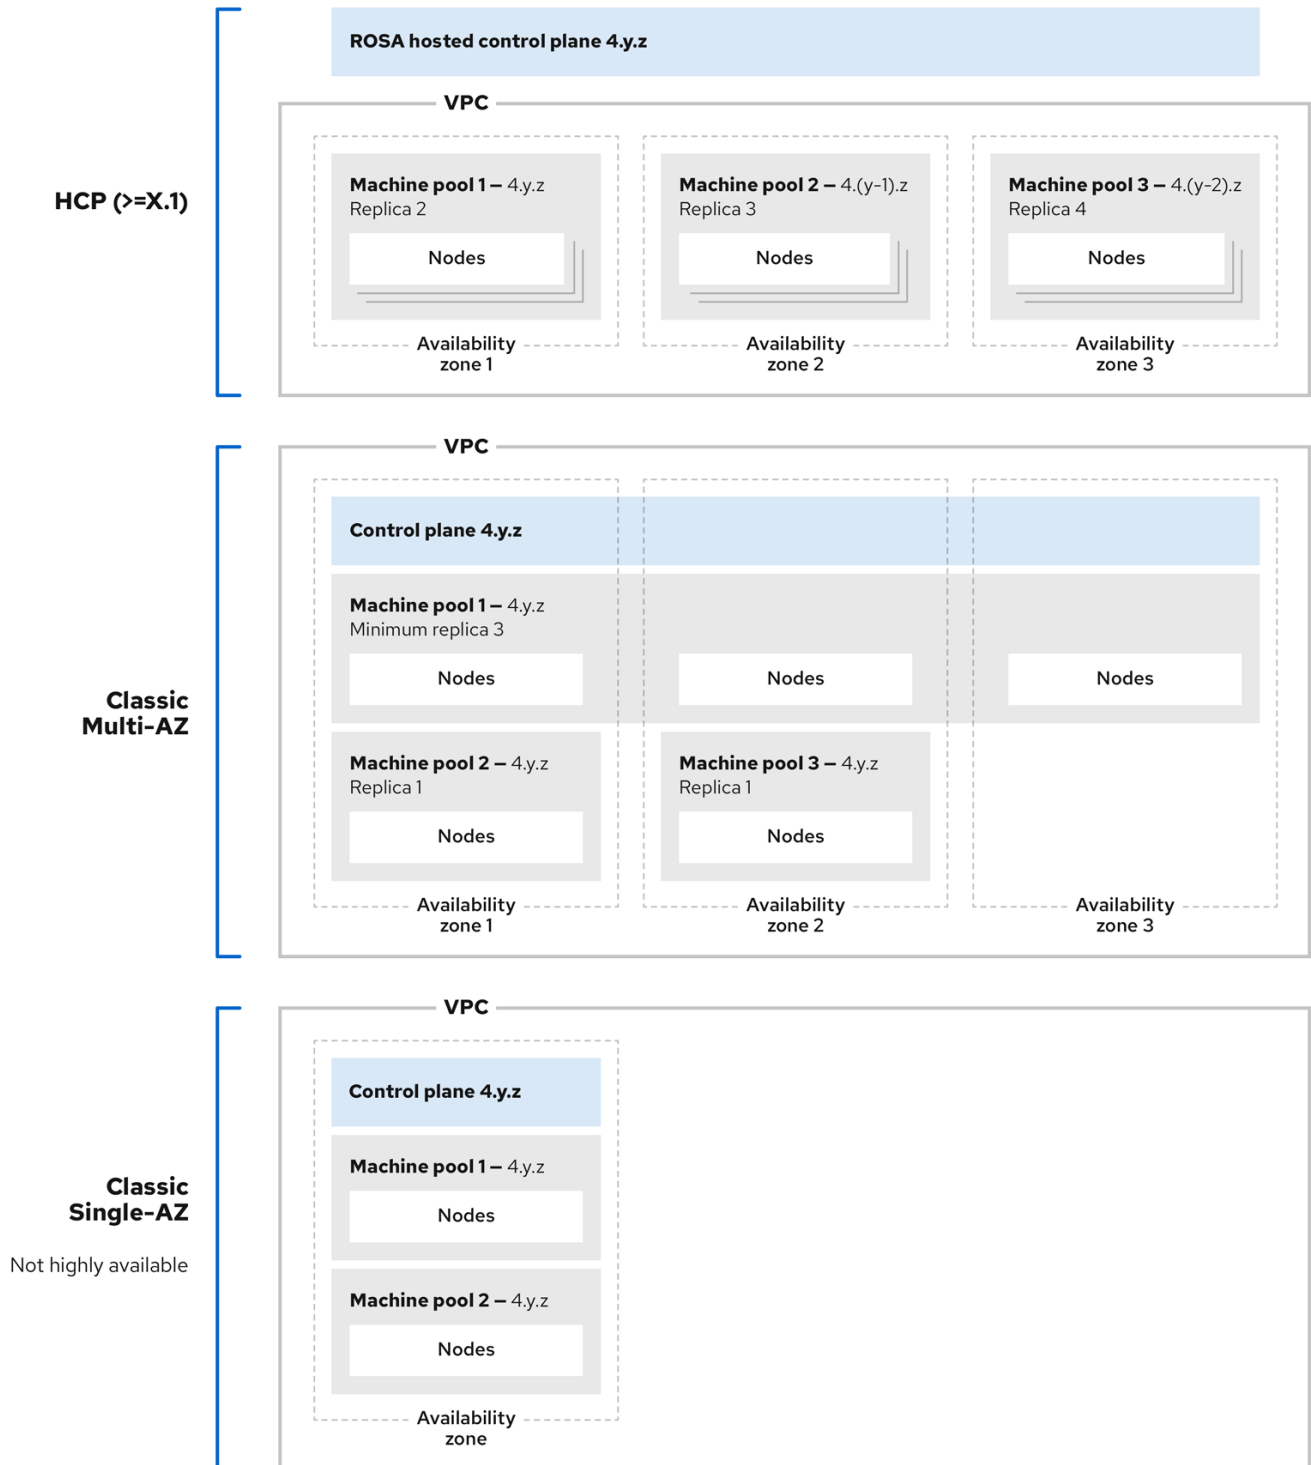 ROSA hosted control plane 4.y.z
VPC
HCP (>=X.1)
Machine pool 1 – 4.y.z
Replica 2
Nodes
Availability
zone 1
Machine pool 2 – 4.(y-1).z
Replica 3
Nodes
Availability
zone 2
Machine pool 3 – 4.(y-2).z
Replica 4
Nodes
Availability
zone 3
VPC
Classic
Multi-AZ
Control plane 4.y.z
Machine pool 1 – 4.y.z
Minimum replica 3
Nodes
Nodes
Nodes
Machine pool 2 – 4.y.z
Replica 1
Nodes
Machine pool 3 – 4.y.z
Replica 1
Nodes
Availability
zone 1
Availability
zone 2
Availability
zone 3
VPC
Classic
Single-AZ
Not highly available
Control plane 4.y.z
Machine pool 1 – 4.y.z
Nodes
Machine pool 2 – 4.y.z
Nodes
Availability
zone